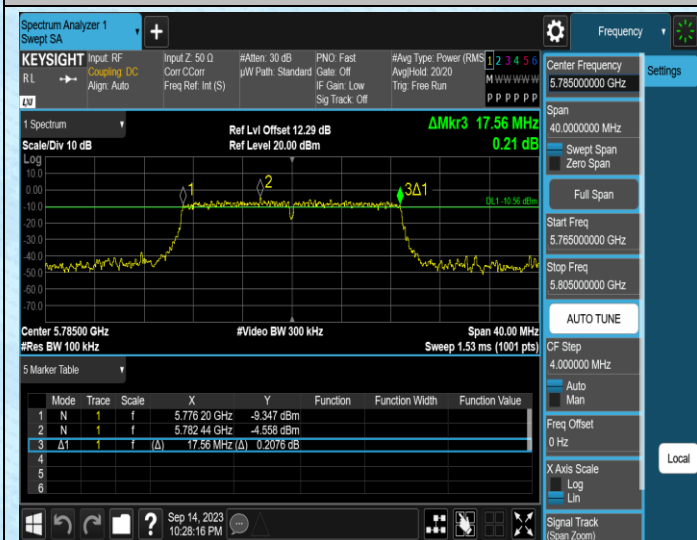 Spectrum Analyzer 1
Swept SA
+
Frequency
KEYSIGHT
RL
LXI
Input: RF
Coupling: DC
Align: Auto
Input Z: 50 Ω
Corr CCorr
Freq Ref: Int (S)
#Atten: 30 dB
µW Path: Standard
PNO: Fast
Gate: Off
IF Gain: Low
Sig Track: Off
#Avg Type: Power (RMS
Avg|Hold: 20/20
Trig: Free Run
1 2 3 4 5 6
M W W W W W
P P P P P P
1 Spectrum
Scale/Div 10 dB
Ref Lvl Offset 12.29 dB
Ref Level 20.00 dBm
ΔMkr3 17.56 MHz
0.21 dB
Log
10.0
0.00
-10.0
-20.0
-30.0
-40.0
-50.0
-60.0
-70.0
1
2
3Δ1
DL1 -10.56 dBm
Center 5.78500 GHz
#Res BW 100 kHz
#Video BW 300 kHz
Span 40.00 MHz
Sweep 1.53 ms (1001 pts)
5 Marker Table
Mode Trace Scale X Y Function Function Width Function Value
1 N 1 f 5.776 20 GHz -9.347 dBm
2 N 1 f 5.782 44 GHz -4.558 dBm
3 Δ1 1 f (Δ) 17.56 MHz (Δ) 0.2076 dB
4
5
6
Sep 14, 2023
10:28:16 PM
?
Center Frequency
5.785000000 GHz
Settings
Span
40.0000000 MHz
Swept Span
Zero Span
Full Span
Start Freq
5.765000000 GHz
Stop Freq
5.805000000 GHz
AUTO TUNE
CF Step
4.000000 MHz
Auto
Man
Freq Offset
0 Hz
X Axis Scale
Log
Lin
Signal Track
(Span Zoom)
Local